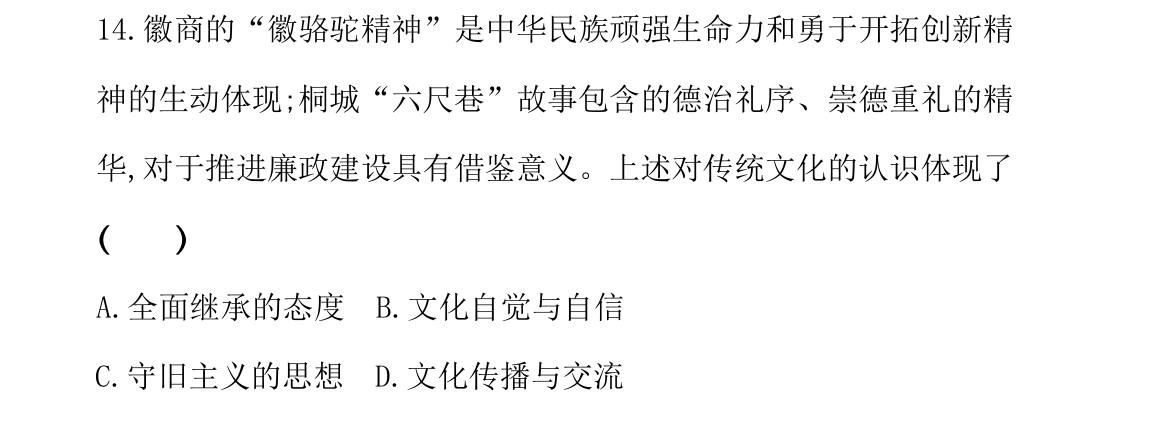 14.徽商的“徽骆驼精神”是中华民族顽强生命力和勇于开拓创新精
神的生动体现;桐城“六尺巷”故事包含的德治礼序、崇德重礼的精
华,对于推进廉政建设具有借鉴意义。上述对传统文化的认识体现了
(　　)
A.全面继承的态度　B.文化自觉与自信
C.守旧主义的思想　D.文化传播与交流